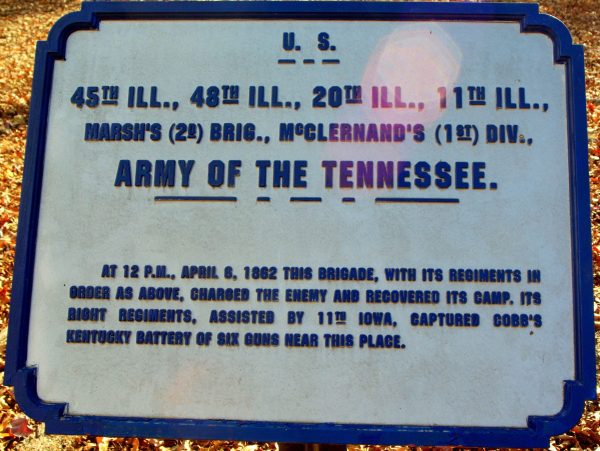 U. S.
45TH ILL., 48TH ILL., 20TH ILL., 11TH ILL.,
MARSH'S (2D) BRIG., MCCLERNAND'S (1ST) DIV.,
ARMY OF THE TENNESSEE.
AT 12 P.M., APRIL 6, 1862 THIS BRIGADE, WITH ITS REGIMENTS IN
ORDER AS ABOVE, CHARGED THE ENEMY AND RECOVERED ITS CAMP. ITS
RIGHT REGIMENTS, ASSISTED BY 11TH IOWA, CAPTURED COBB'S
KENTUCKY BATTERY OF SIX GUNS NEAR THIS PLACE.